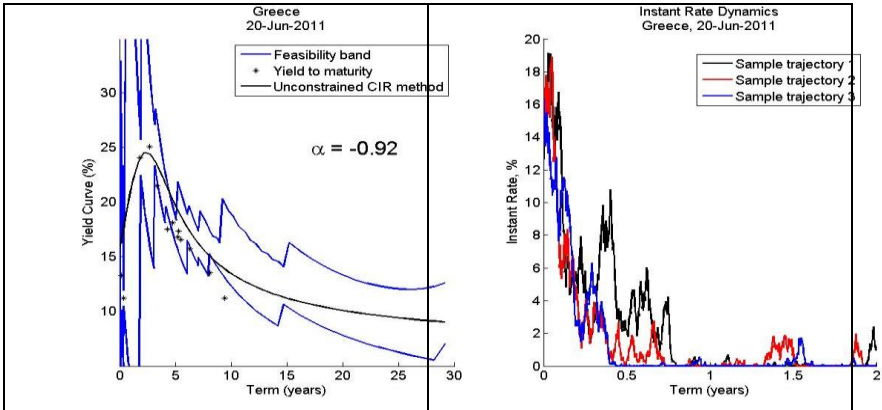 Greece
20-Jun-2011
Feasibility band
Yield to maturity
Unconstrained CIR method
α = -0.92
Yield Curve (%)
30
25
20
15
10
0
5
10
15
20
25
30
Term (years)
Instant Rate Dynamics
Greece, 20-Jun-2011
Sample trajectory 1
Sample trajectory 2
Sample trajectory 3
Instant Rate, %
20
18
16
14
12
10
8
6
4
2
0
0
0.5
1
1.5
2
Term (years)